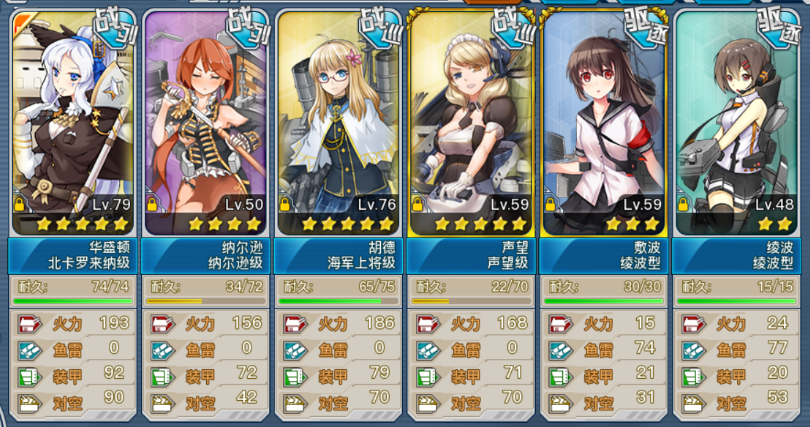 战列
战列
战巡
战巡
驱逐
驱逐
Lv.79
Lv.50
Lv.76
Lv.59
Lv.59
Lv.48
华盛顿
北卡罗来纳级
纳尔逊
纳尔逊级
胡德
海军上将级
声望
声望级
敷波
绫波型
绫波
绫波型
耐久: 74/74
耐久: 34/72
耐久: 65/75
耐久: 22/70
耐久: 30/30
耐久: 15/15
火力 193
火力 156
火力 186
火力 168
火力 15
火力 24
鱼雷 0
鱼雷 0
鱼雷 0
鱼雷 0
鱼雷 74
鱼雷 77
装甲 92
装甲 72
装甲 79
装甲 71
装甲 21
装甲 20
对空 90
对空 42
对空 70
对空 70
对空 31
对空 53